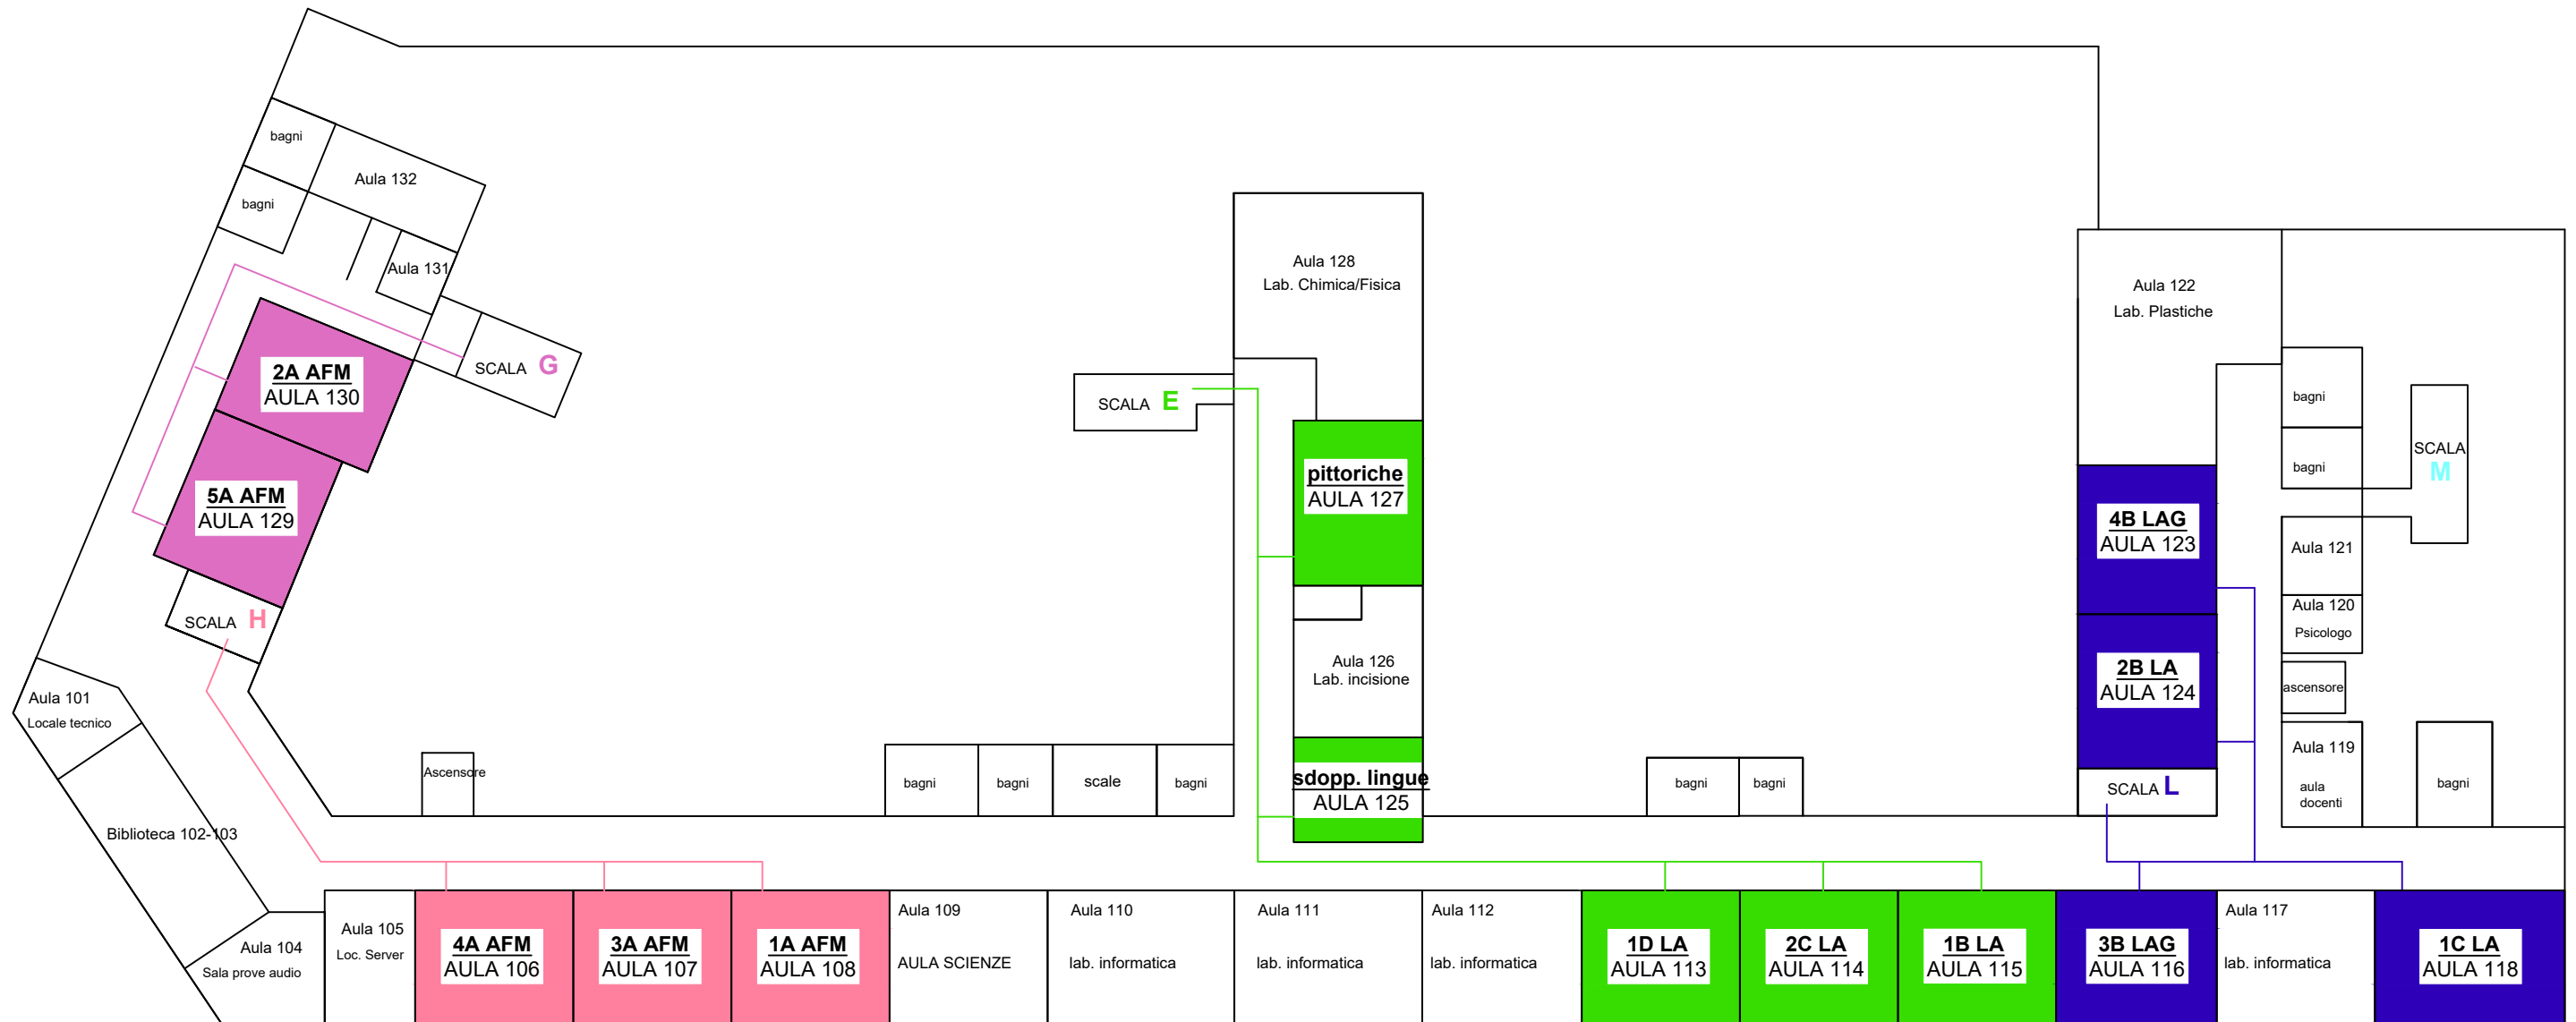 bagni
Aula 132
bagni
Aula 131
SCALA G
2A AFM
AULA 130
5A AFM
AULA 129
SCALA H
Aula 101
Locale tecnico
Biblioteca 102-103
Aula 104
Sala prove audio
Ascensore
bagni
bagni
scale
bagni
Aula 128
Lab. Chimica/Fisica
SCALA E
pittoriche
AULA 127
Aula 126
Lab. incisione
sdopp. lingue
AULA 125
bagni
bagni
Aula 122
Lab. Plastiche
4B LAG
AULA 123
2B LA
AULA 124
SCALA L
bagni
bagni
SCALA
M
Aula 121
Aula 120
Psicologo
ascensore
Aula 119
aula
docenti
bagni
Aula 105
Loc. Server
4A AFM
AULA 106
3A AFM
AULA 107
1A AFM
AULA 108
Aula 109
AULA SCIENZE
Aula 110
lab. informatica
Aula 111
lab. informatica
Aula 112
lab. informatica
1D LA
AULA 113
2C LA
AULA 114
1B LA
AULA 115
3B LAG
AULA 116
Aula 117
lab. informatica
1C LA
AULA 118